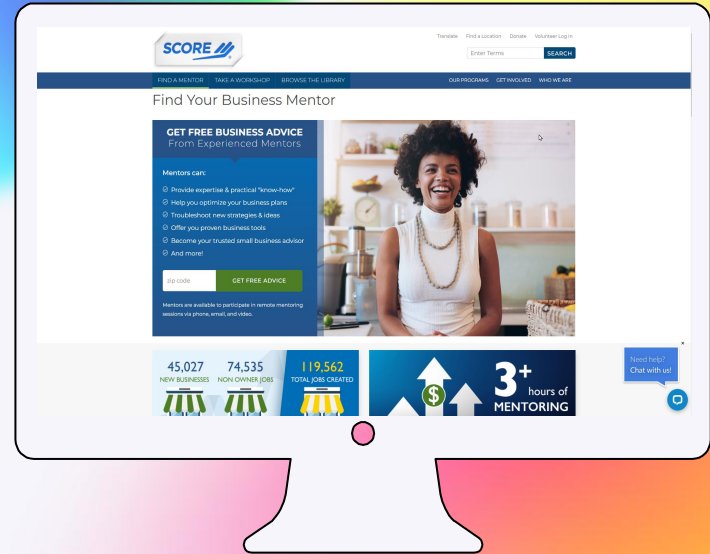 Translate Find a Location Donate Volunteer Log In
SCORE
Enter Terms SEARCH
FIND A MENTOR TAKE A WORKSHOP BROWSE THE LIBRARY OUR PROGRAMS GET INVOLVED WHO WE ARE
Find Your Business Mentor
GET FREE BUSINESS ADVICE
From Experienced Mentors
Mentors can:
Provide expertise & practical "know-how"
Help you optimize your business plans
Troubleshoot new strategies & ideas
Offer you proven business tools
Become your trusted small business advisor
And more!
zip code GET FREE ADVICE
Mentors are available to participate in remote mentoring
sessions via phone, email, and video.
45,027 74,535 119,562
NEW BUSINESSES NON OWNER JOBS TOTAL JOBS CREATED
3+ hours of
MENTORING
$
Need help?
Chat with us!